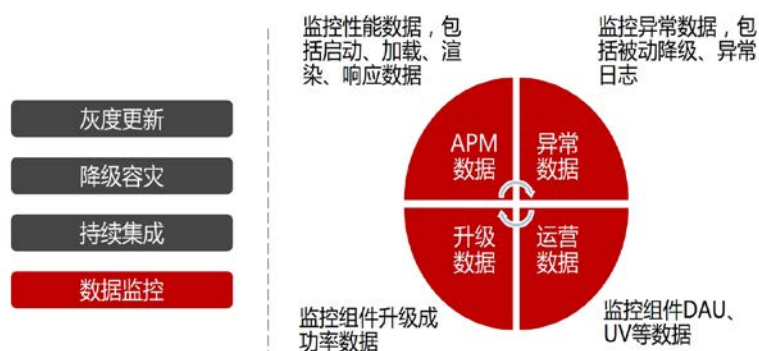 灰度更新
降级容灾
持续集成
数据监控
监控性能数据，包
括启动、加载、渲
染、响应数据
监控异常数据，包
括被动降级、异常
日志
APM
数据
异常
数据
升级
数据
运营
数据
监控组件升级成
功率数据
监控组件DAU、
UV等数据